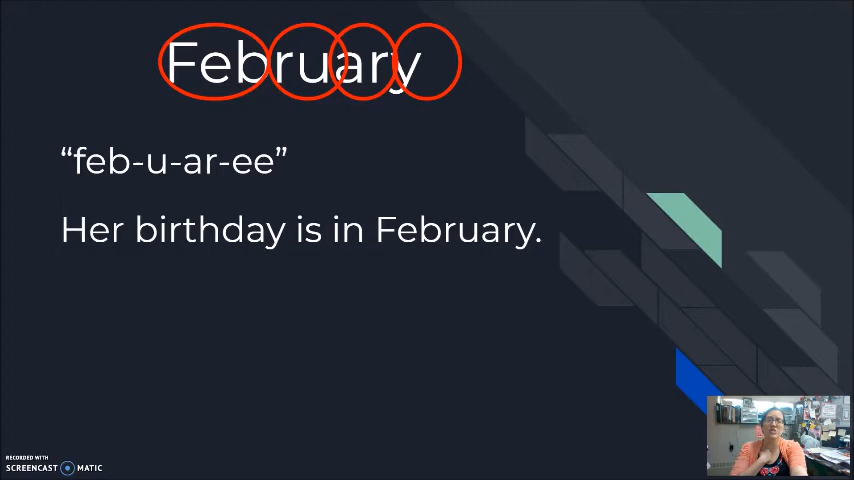 February
“feb-u-ar-ee”
Her birthday is in February.
RECORDED WITH
SCREENCAST MATIC